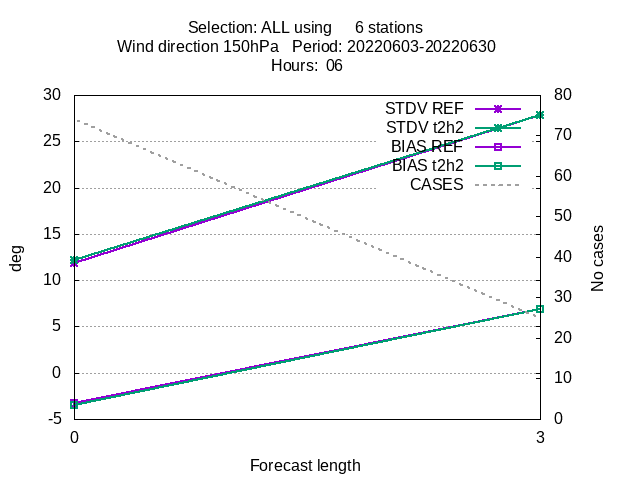 Selection: ALL using 6 stations
Wind direction 150hPa Period: 20220603-20220630
Hours: 06
30 80
STDV REF
STDV t2h2
25 70
BIAS REF
BIAS t2h2
20 60
CASES
50
15
deg No cases
40
10
30
5
20
0 10
-5 0
0 3
Forecast length